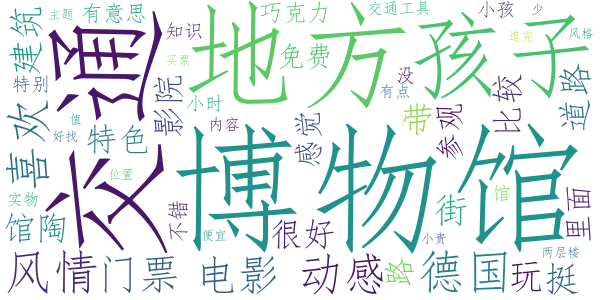 主题 有意思 巧克力 交通工具 小孩 少
建筑 通 知识 地方 孩子 追完 风格
特别 买票 影院 免费 没 比较 道路
喜欢 值 小时 有点 带 参观
好找 特色 内容 感觉
交 位置 博物馆 馆
实物 不错 便宜 街 里面
馆陶 很好 小贵 两层楼
风情 门票 电影 动感 路 德国 玩 挺